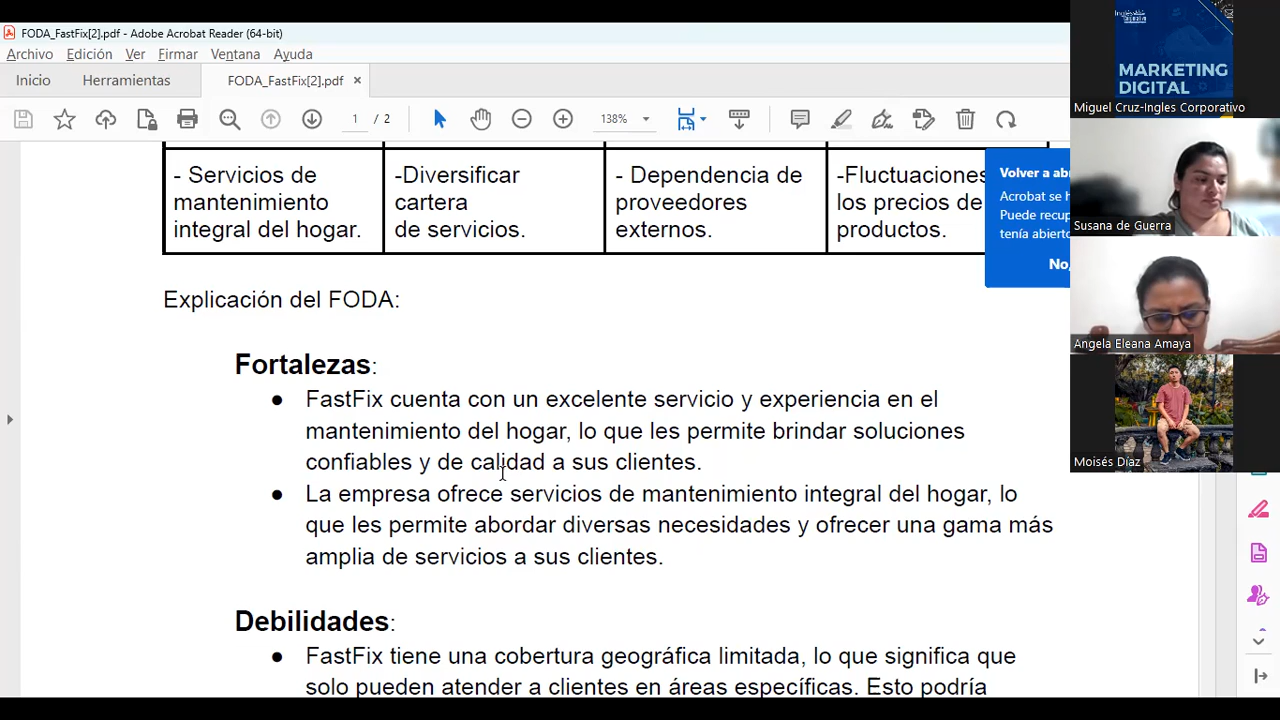 FODA_FastFix[2].pdf - Adobe Acrobat Reader (64-bit)
Archivo Edición Ver Firmar Ventana Ayuda
Inicio Herramientas FODA_FastFix[2].pdf ×
1 / 2 138%
- Servicios de mantenimiento integral del hogar.
-Diversificar cartera de servicios.
- Dependencia de proveedores externos.
-Fluctuaciones los precios de productos.
Volver a ab
Acrobat se h
Puede recup
tenía abierto
No,
Explicación del FODA:
Fortalezas:
● FastFix cuenta con un excelente servicio y experiencia en el
mantenimiento del hogar, lo que les permite brindar soluciones
confiables y de calidad a sus clientes.
● La empresa ofrece servicios de mantenimiento integral del hogar, lo
que les permite abordar diversas necesidades y ofrecer una gama más
amplia de servicios a sus clientes.
Debilidades:
● FastFix tiene una cobertura geográfica limitada, lo que significa que
solo pueden atender a clientes en áreas específicas. Esto podría
MARKETING
DIGITAL
Miguel Cruz-Ingles Corporativo
Susana de Guerra
Angela Eleana Amaya
Moisés Díaz